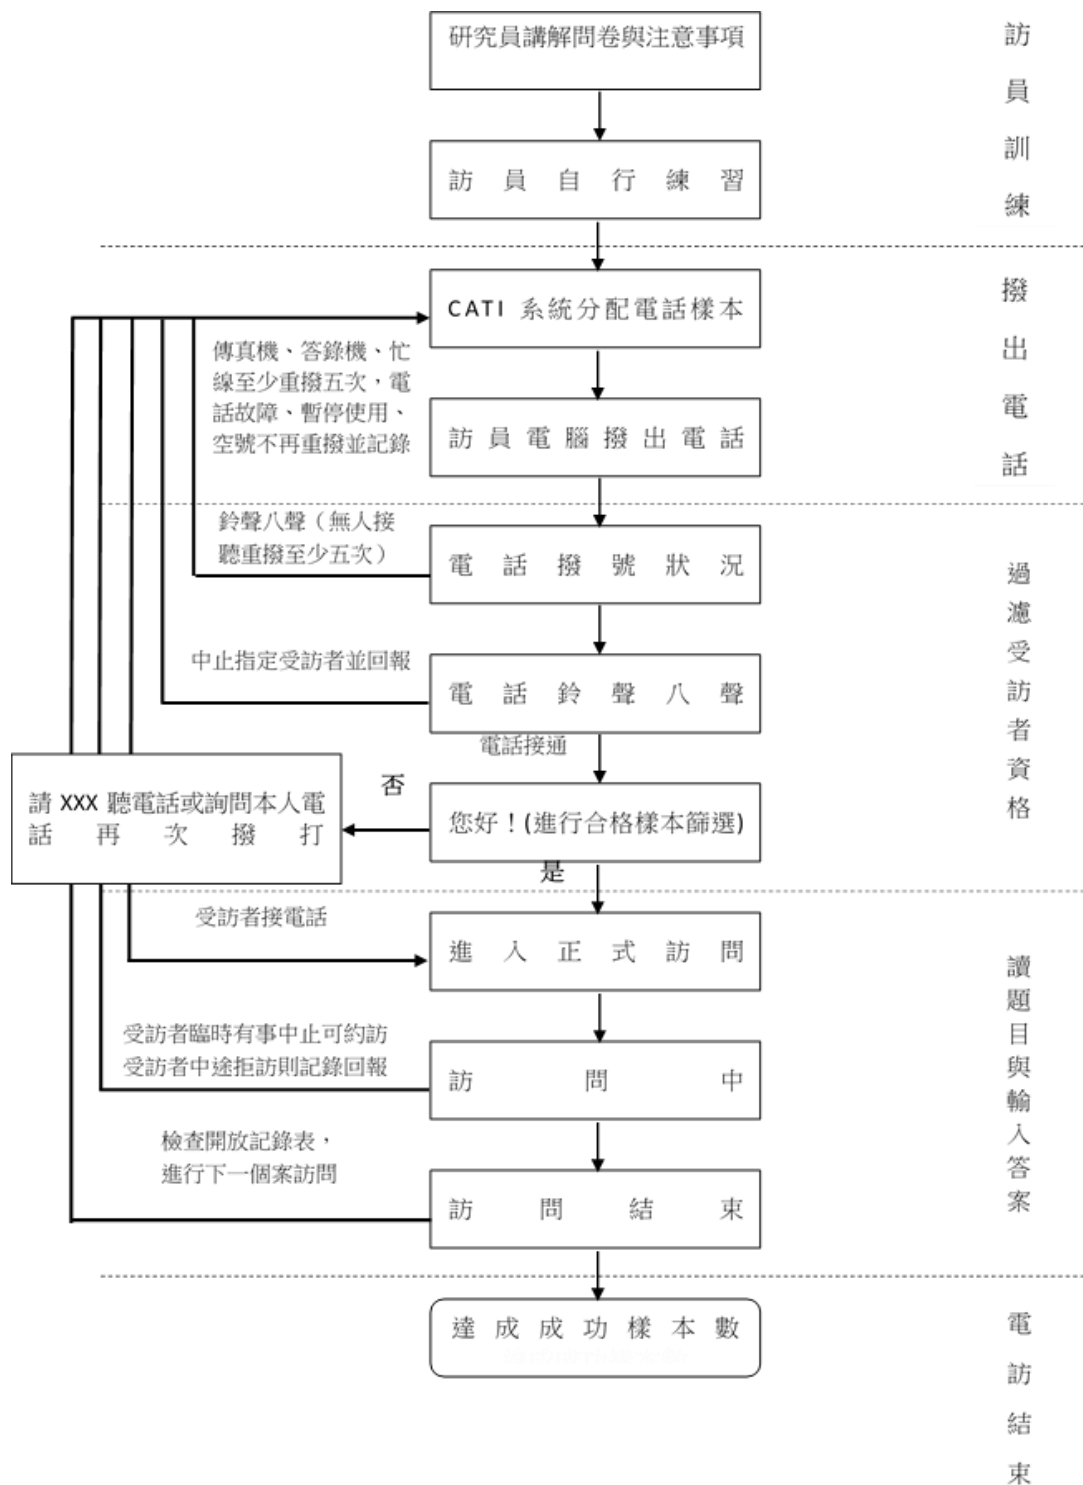 研究員講解問卷與注意事項
訪員自行練習
訪員訓練
CATI 系統分配電話樣本
傳真機、答錄機、忙
線至少重撥五次，電
話故障、暫停使用、
空號不再重撥並記錄
訪員電腦撥出電話
撥出電話
鈴聲八聲（無人接
聽重撥至少五次）
電話撥號狀況
中止指定受訪者並回報
電話鈴聲八聲
電話接通
否
請 XXX 聽電話或詢問本人電
話再次撥打
您好！(進行合格樣本篩選)
是
過濾受訪者資格
受訪者接電話
進入正式訪問
受訪者臨時有事中止可約訪
受訪者中途拒訪則記錄回報
訪問中
檢查開放記錄表，
進行下一個案訪問
訪問結束
讀題目與輸入答案
達成成功樣本數
電訪結束